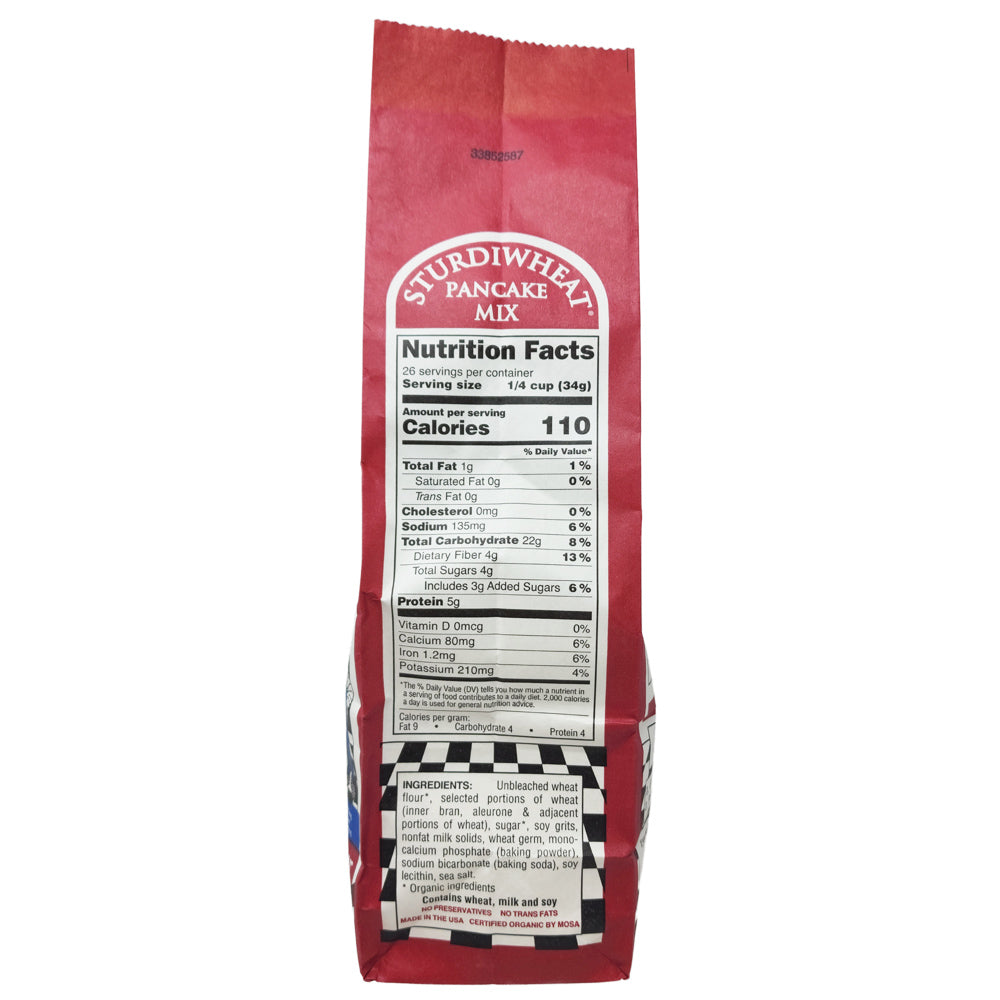 33852587
STURDIWHEAT®
PANCAKE
MIX
Nutrition Facts
26 servings per container
Serving size 1/4 cup (34g)
Amount per serving
Calories 110
% Daily Value*
Total Fat 1g 1%
Saturated Fat 0g 0%
Trans Fat 0g
Cholesterol 0mg 0%
Sodium 135mg 6%
Total Carbohydrate 22g 8%
Dietary Fiber 4g 13%
Total Sugars 4g
Includes 3g Added Sugars 6%
Protein 5g
Vitamin D 0mcg 0%
Calcium 80mg 6%
Iron 1.2mg 6%
Potassium 210mg 4%
*The % Daily Value (DV) tells you how much a nutrient in
a serving of food contributes to a daily diet. 2,000 calories
a day is used for general nutrition advice.
Calories per gram:
Fat 9 • Carbohydrate 4 • Protein 4
INGREDIENTS: Unbleached wheat
flour*, selected portions of wheat
(inner bran, aleurone & adjacent
portions of wheat), sugar*, soy grits,
nonfat milk solids, wheat germ, mono-
calcium phosphate (baking powder),
sodium bicarbonate (baking soda), soy
lecithin, sea salt.
* Organic ingredients
Contains wheat, milk and soy
NO PRESERVATIVES NO TRANS FATS
MADE IN THE USA CERTIFIED ORGANIC BY MOSA